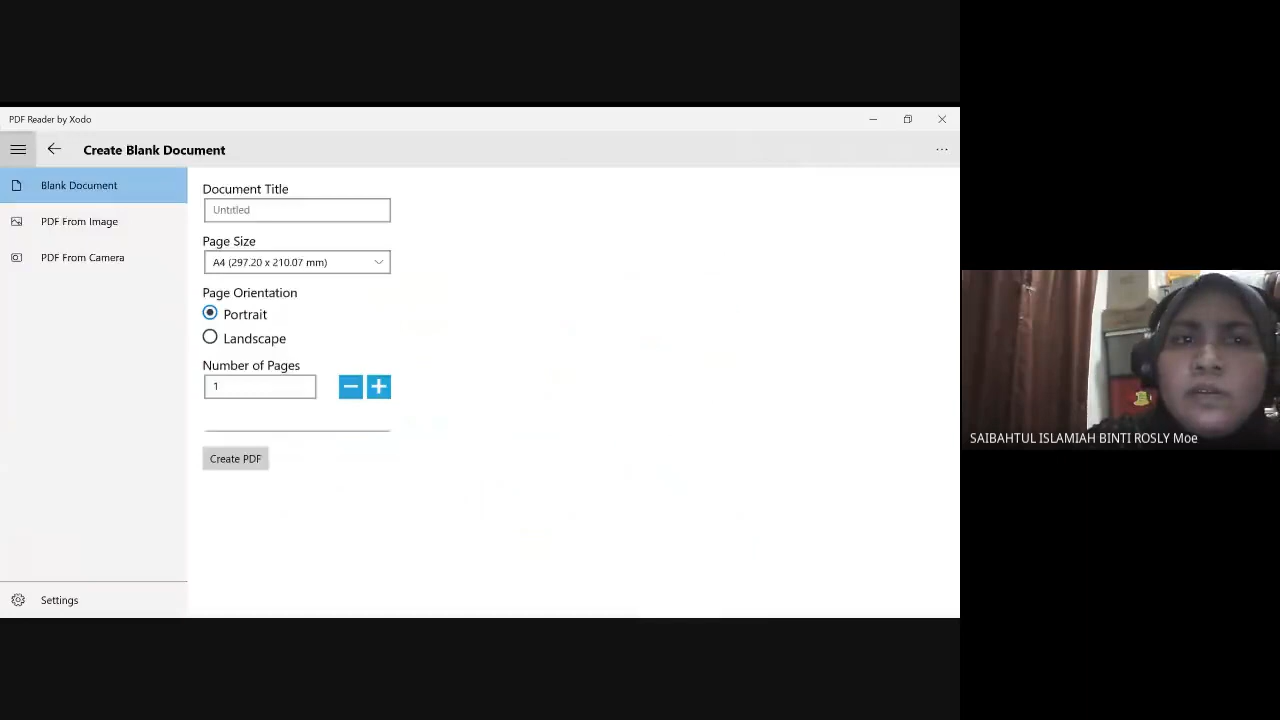 PDF Reader by Xodo
Create Blank Document
Blank Document
PDF From Image
PDF From Camera
Settings
Document Title
Untitled
Page Size
A4 (297.20 x 210.07 mm)
Page Orientation
Portrait
Landscape
Number of Pages
1
Create PDF
SAIBAHTUL ISLAMIAH BINTI ROSLY Moe